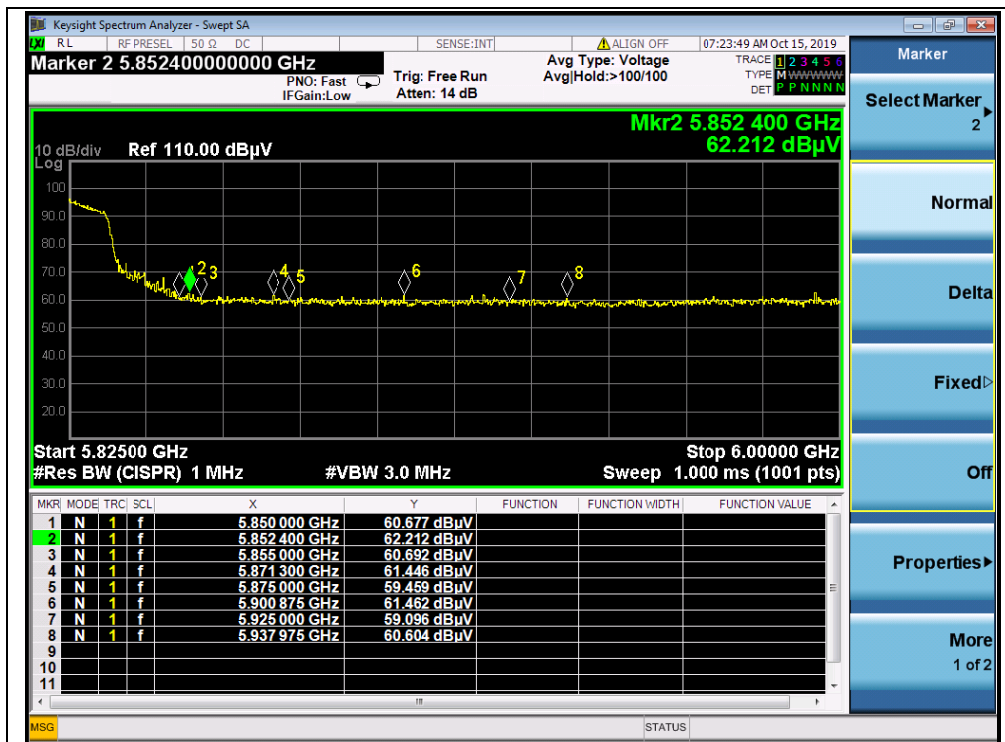 Keysight Spectrum Analyzer - Swept SA
LXI RL RF PRESEL 50 Ω DC SENSE:INT ALIGN OFF 07:23:49 AM Oct 15, 2019
Marker 2 5.852400000000 GHz
PNO: Fast
IFGain:Low
Trig: Free Run
Atten: 14 dB
Avg Type: Voltage
Avg|Hold:>100/100
TRACE 1 2 3 4 5 6
TYPE M WWWWW
DET P P N N N N
Mkr2 5.852 400 GHz
62.212 dBµV
10 dB/div Ref 110.00 dBµV
Log
100
90.0
80.0
70.0
60.0
50.0
40.0
30.0
20.0
2 3 4 5 6 7 8
Start 5.82500 GHz Stop 6.00000 GHz
#Res BW (CISPR) 1 MHz #VBW 3.0 MHz Sweep 1.000 ms (1001 pts)
MKR MODE TRC SCL X Y FUNCTION FUNCTION WIDTH FUNCTION VALUE
1 N 1 f 5.850 000 GHz 60.677 dBµV
2 N 1 f 5.852 400 GHz 62.212 dBµV
3 N 1 f 5.855 000 GHz 60.692 dBµV
4 N 1 f 5.871 300 GHz 61.446 dBµV
5 N 1 f 5.875 000 GHz 59.459 dBµV
6 N 1 f 5.900 875 GHz 61.462 dBµV
7 N 1 f 5.925 000 GHz 59.096 dBµV
8 N 1 f 5.937 975 GHz 60.604 dBµV
9
10
11
MSG STATUS
Marker
Select Marker
2
Normal
Delta
Fixed
Off
Properties
More
1 of 2